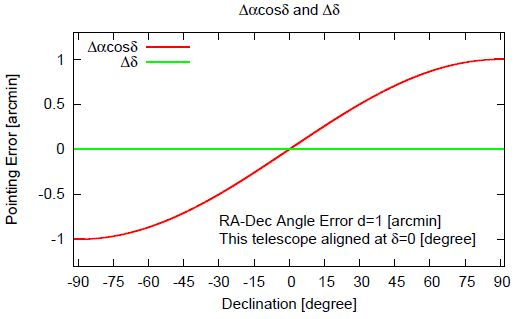 Δαcosδ and Δδ
Δαcosδ
Δδ
1
0.5
0
-0.5
-1
Pointing Error [arcmin]
RA-Dec Angle Error d=1 [arcmin]
This telescope aligned at δ=0 [degree]
-90 -75 -60 -45 -30 -15 0 15 30 45 60 75 90
Declination [degree]